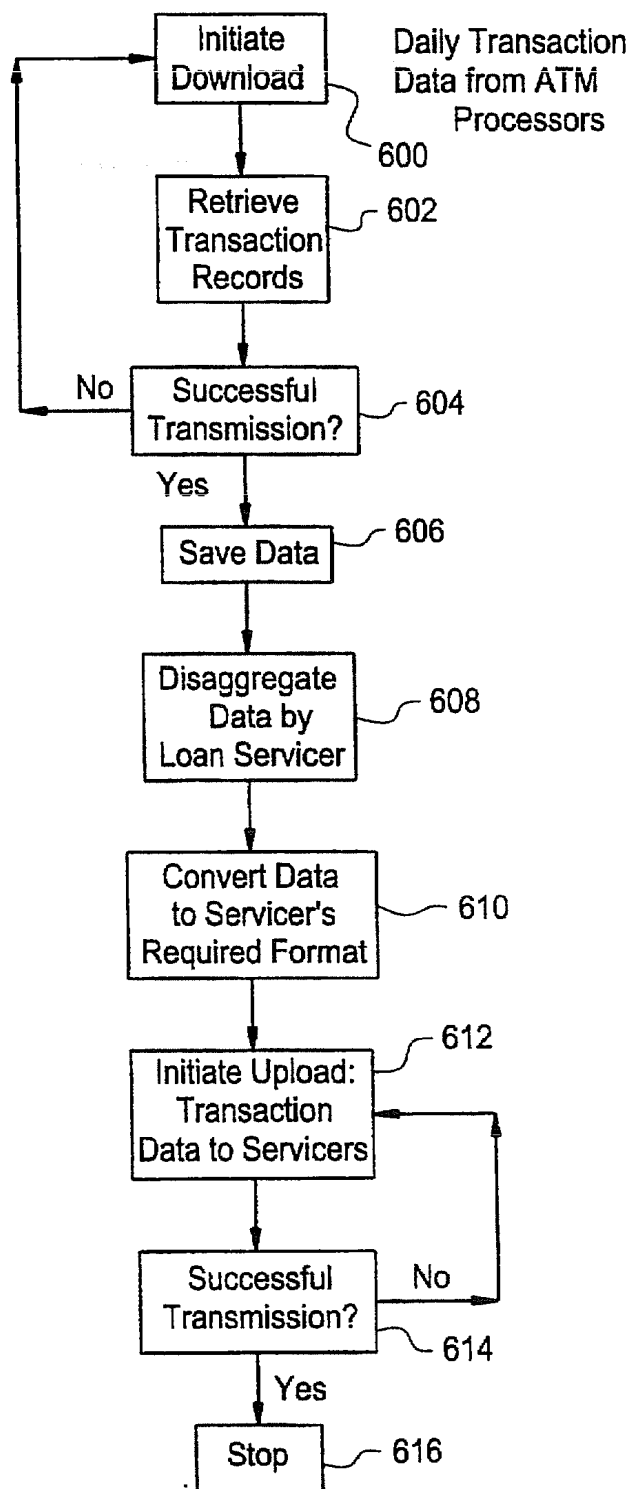 Initiate
Download
Daily Transaction
Data from ATM
Processors
600
Retrieve
Transaction
Records
602
No
Successful
Transmission?
604
Yes
Save Data
606
Disaggregate
Data by
Loan Servicer
608
Convert Data
to Servicer's
Required Format
610
612
Initiate Upload:
Transaction
Data to Servicers
Successful
Transmission?
No
614
Yes
Stop
616